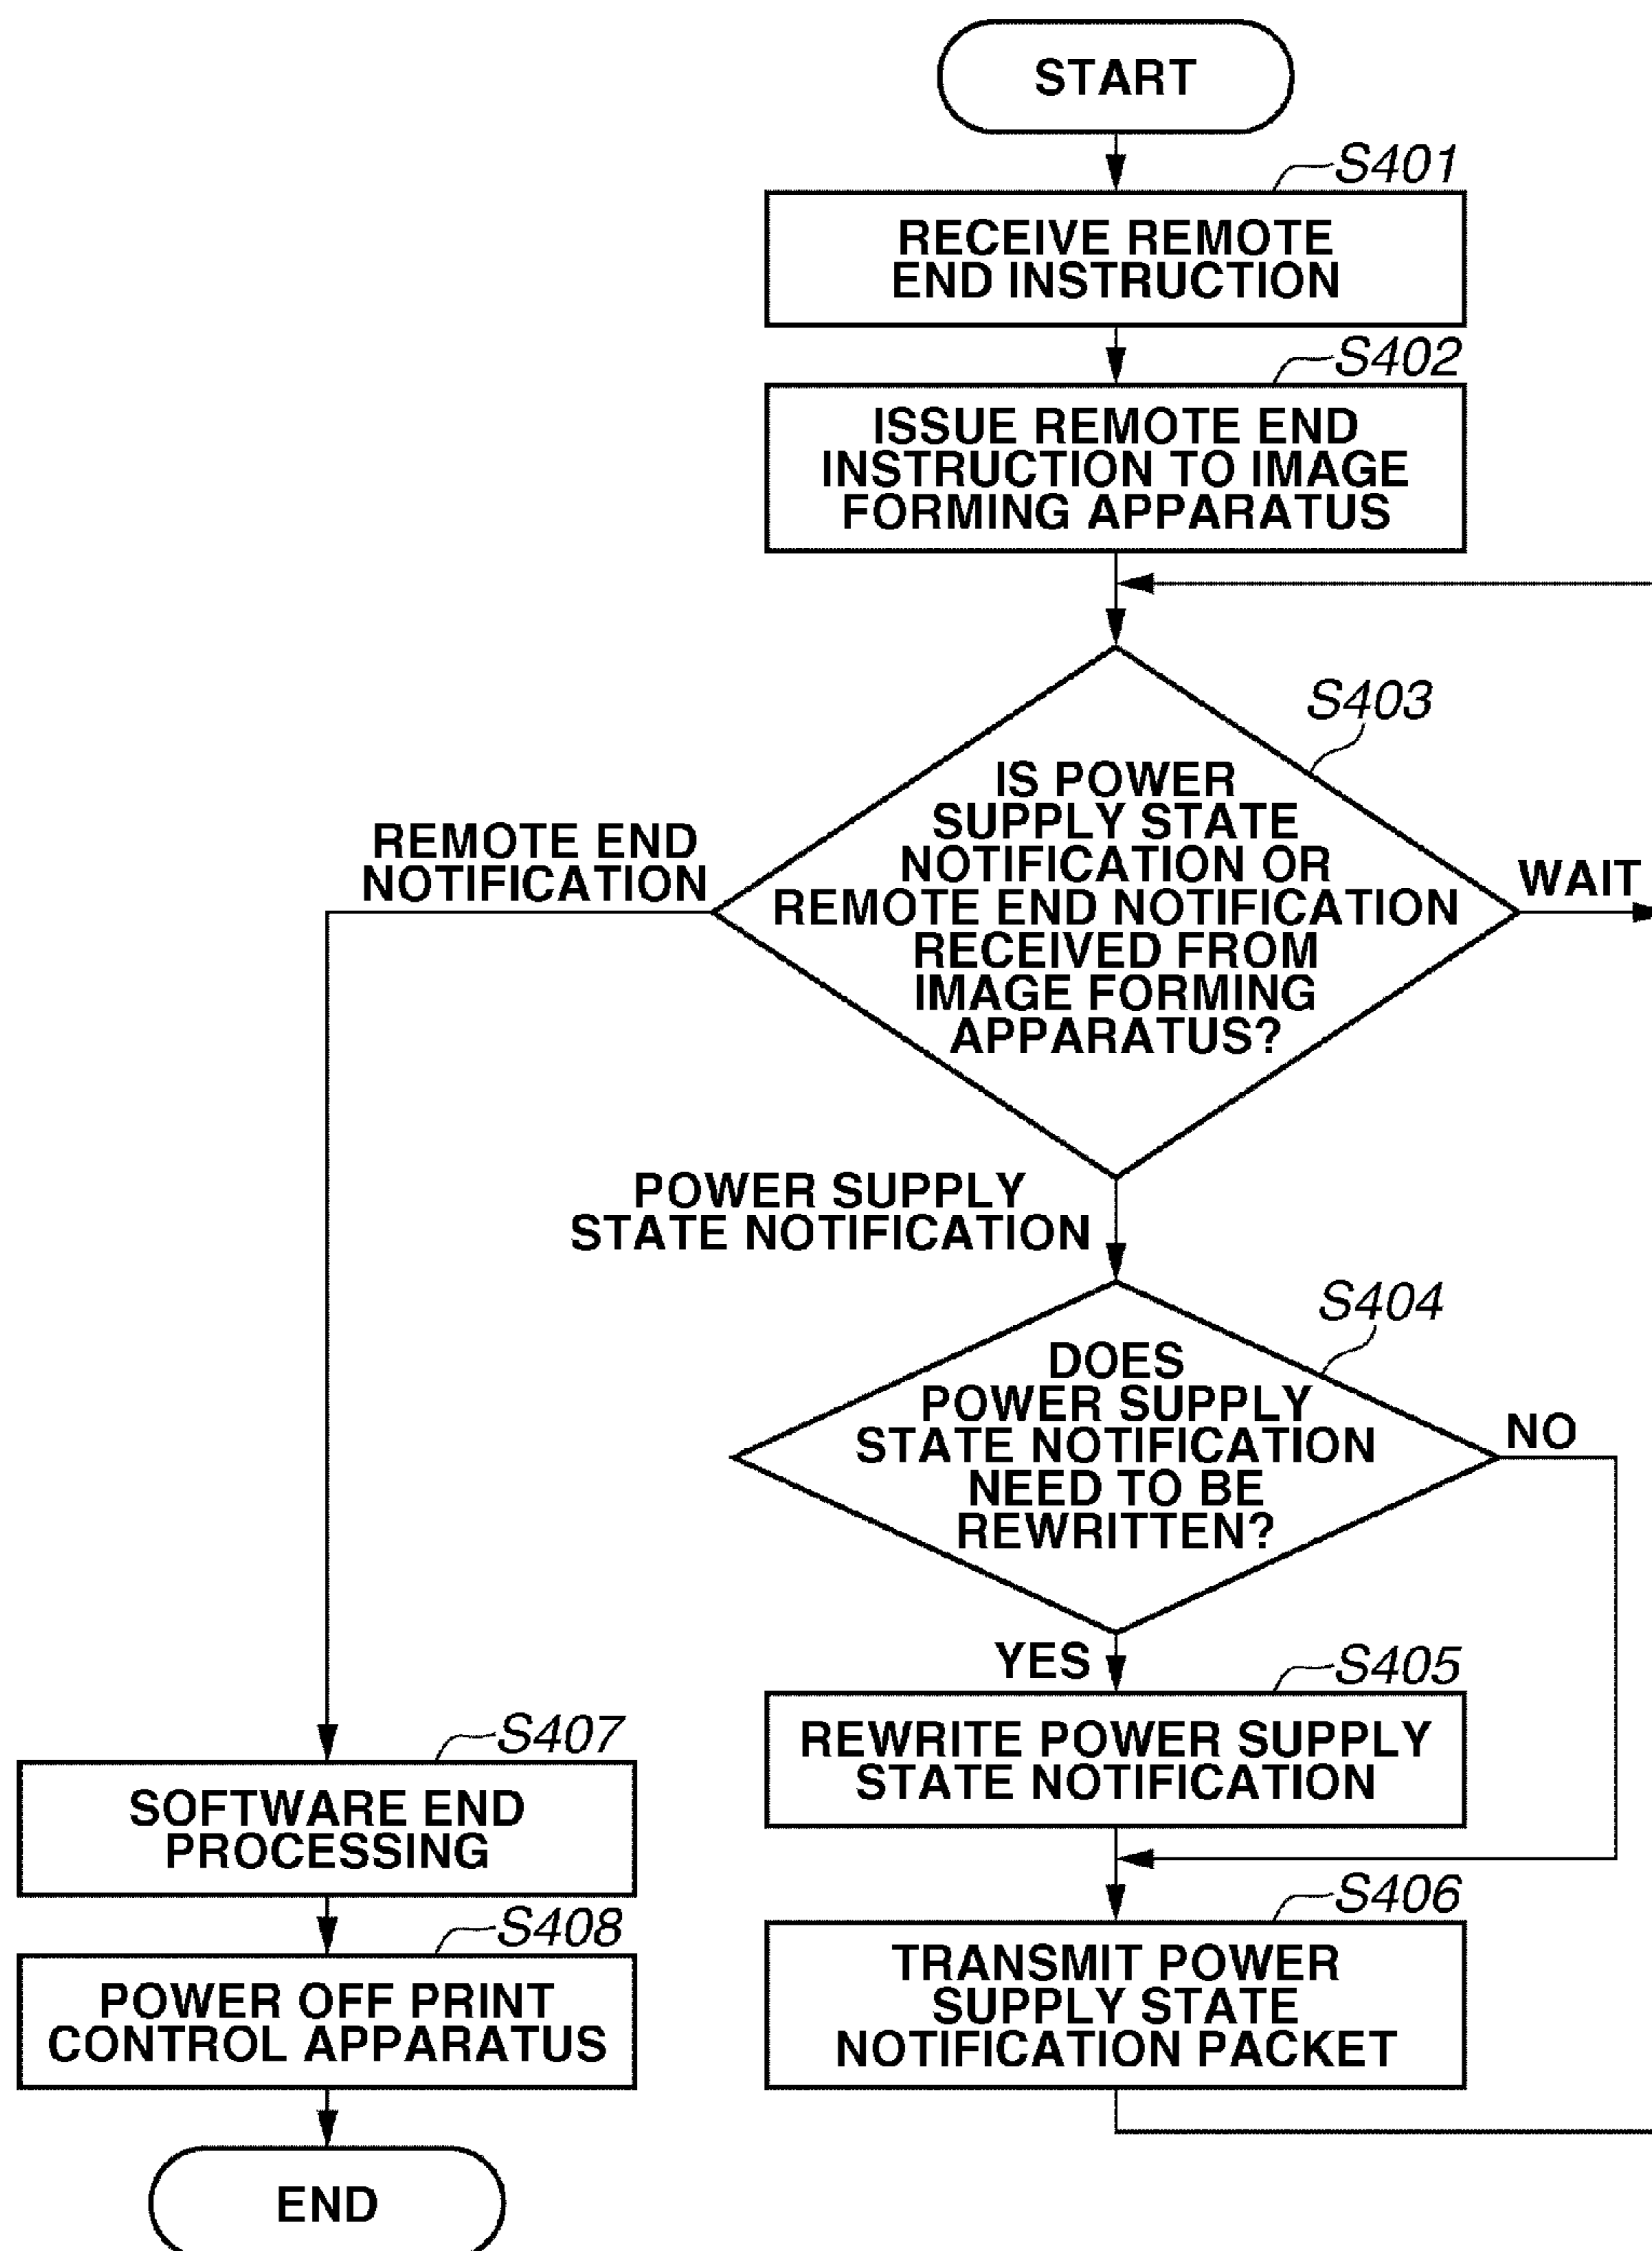 START
S401
RECEIVE REMOTE
END INSTRUCTION
S402
ISSUE REMOTE END
INSTRUCTION TO IMAGE
FORMING APPARATUS
S403
IS POWER
SUPPLY STATE
NOTIFICATION OR
REMOTE END NOTIFICATION
RECEIVED FROM
IMAGE FORMING
APPARATUS?
REMOTE END
NOTIFICATION
WAIT
POWER SUPPLY
STATE NOTIFICATION
S404
DOES
POWER SUPPLY
STATE NOTIFICATION
NEED TO BE
REWRITTEN?
NO
YES
S405
REWRITE POWER SUPPLY
STATE NOTIFICATION
S407
SOFTWARE END
PROCESSING
S406
TRANSMIT POWER
SUPPLY STATE
NOTIFICATION PACKET
S408
POWER OFF PRINT
CONTROL APPARATUS
END